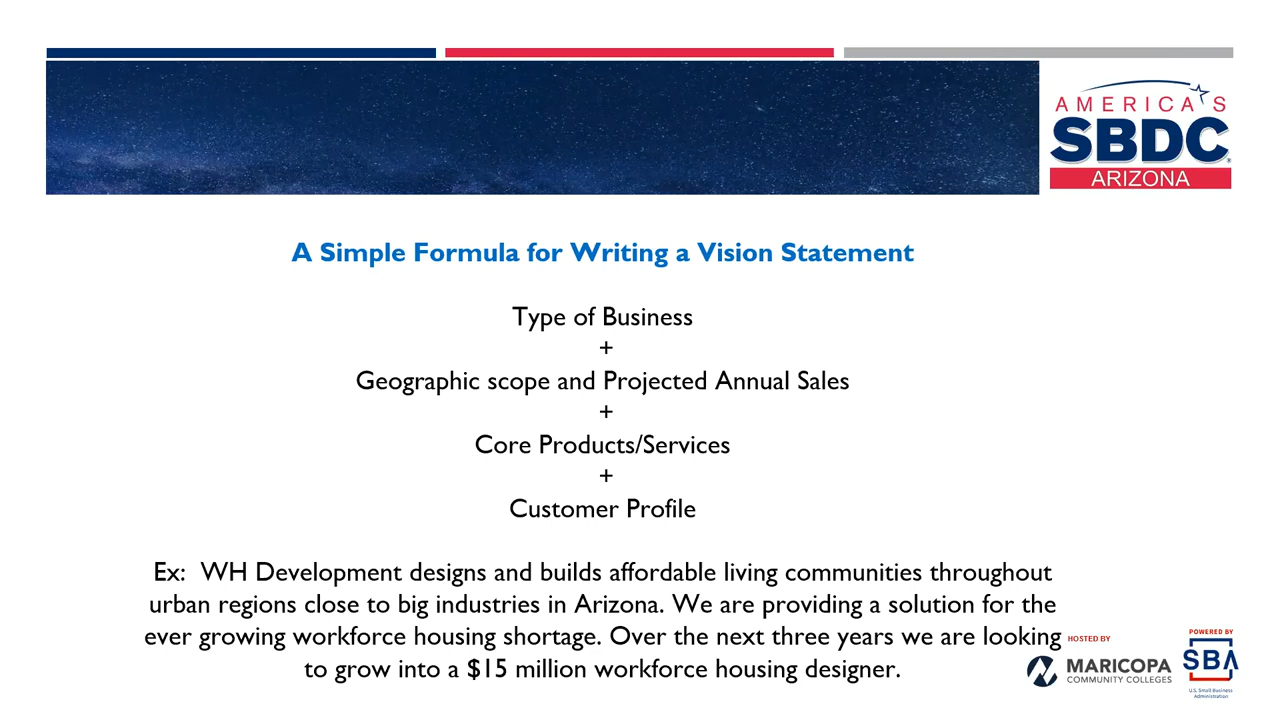 AMERICA'S
SBDC
ARIZONA
A Simple Formula for Writing a Vision Statement
Type of Business
+
Geographic scope and Projected Annual Sales
+
Core Products/Services
+
Customer Profile
Ex:  WH Development designs and builds affordable living communities throughout
urban regions close to big industries in Arizona. We are providing a solution for the
ever growing workforce housing shortage. Over the next three years we are looking
to grow into a $15 million workforce housing designer.
HOSTED BY
MARICOPA
COMMUNITY COLLEGES
POWERED BY
SBA
U.S. Small Business
Administration